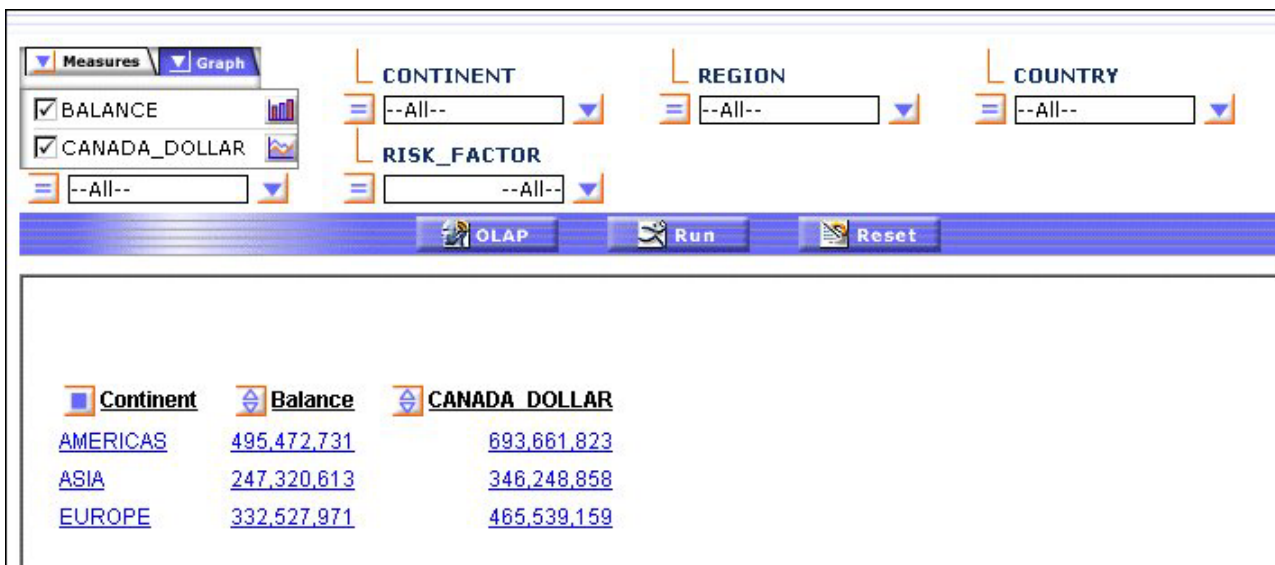 Measures Graph
CONTINENT REGION COUNTRY
BALANCE --All-- --All-- --All--
CANADA_DOLLAR RISK_FACTOR
--All-- --All--
OLAP Run Reset
Continent Balance CANADA DOLLAR
AMERICAS 495,472,731 693,661,823
ASIA 247,320,613 346,248,858
EUROPE 332,527,971 465,539,159